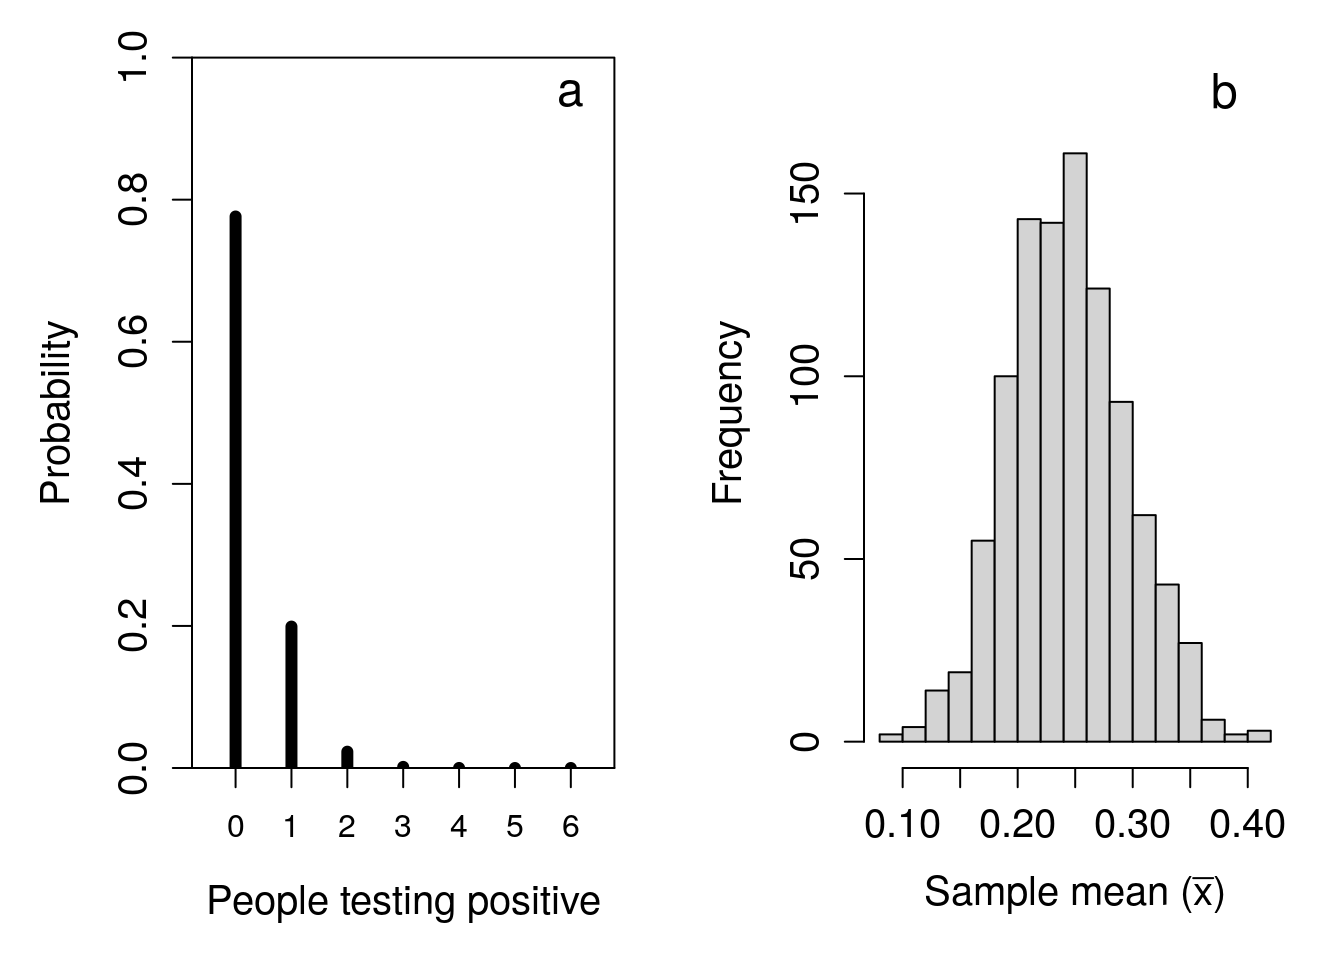 a
Probability
1.0
0.8
0.6
0.4
0.2
0.0
0 1 2 3 4 5 6
People testing positive
b
Frequency
150
100
50
0
0.10 0.20 0.30 0.40
Sample mean (x̅)